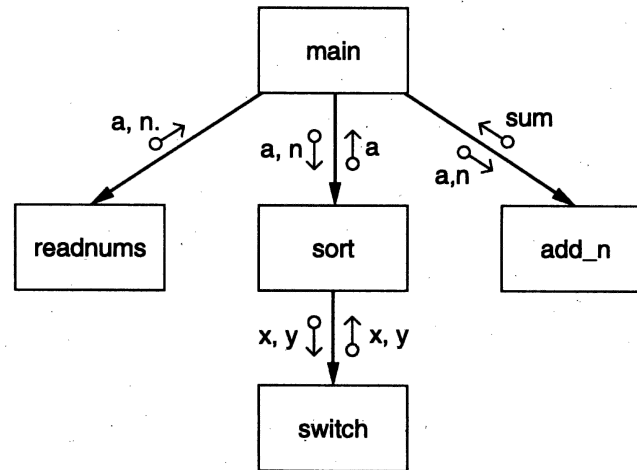 main
a, n.
sum
a, n
a
a,n
readnums
sort
add_n
x, y
x, y
switch